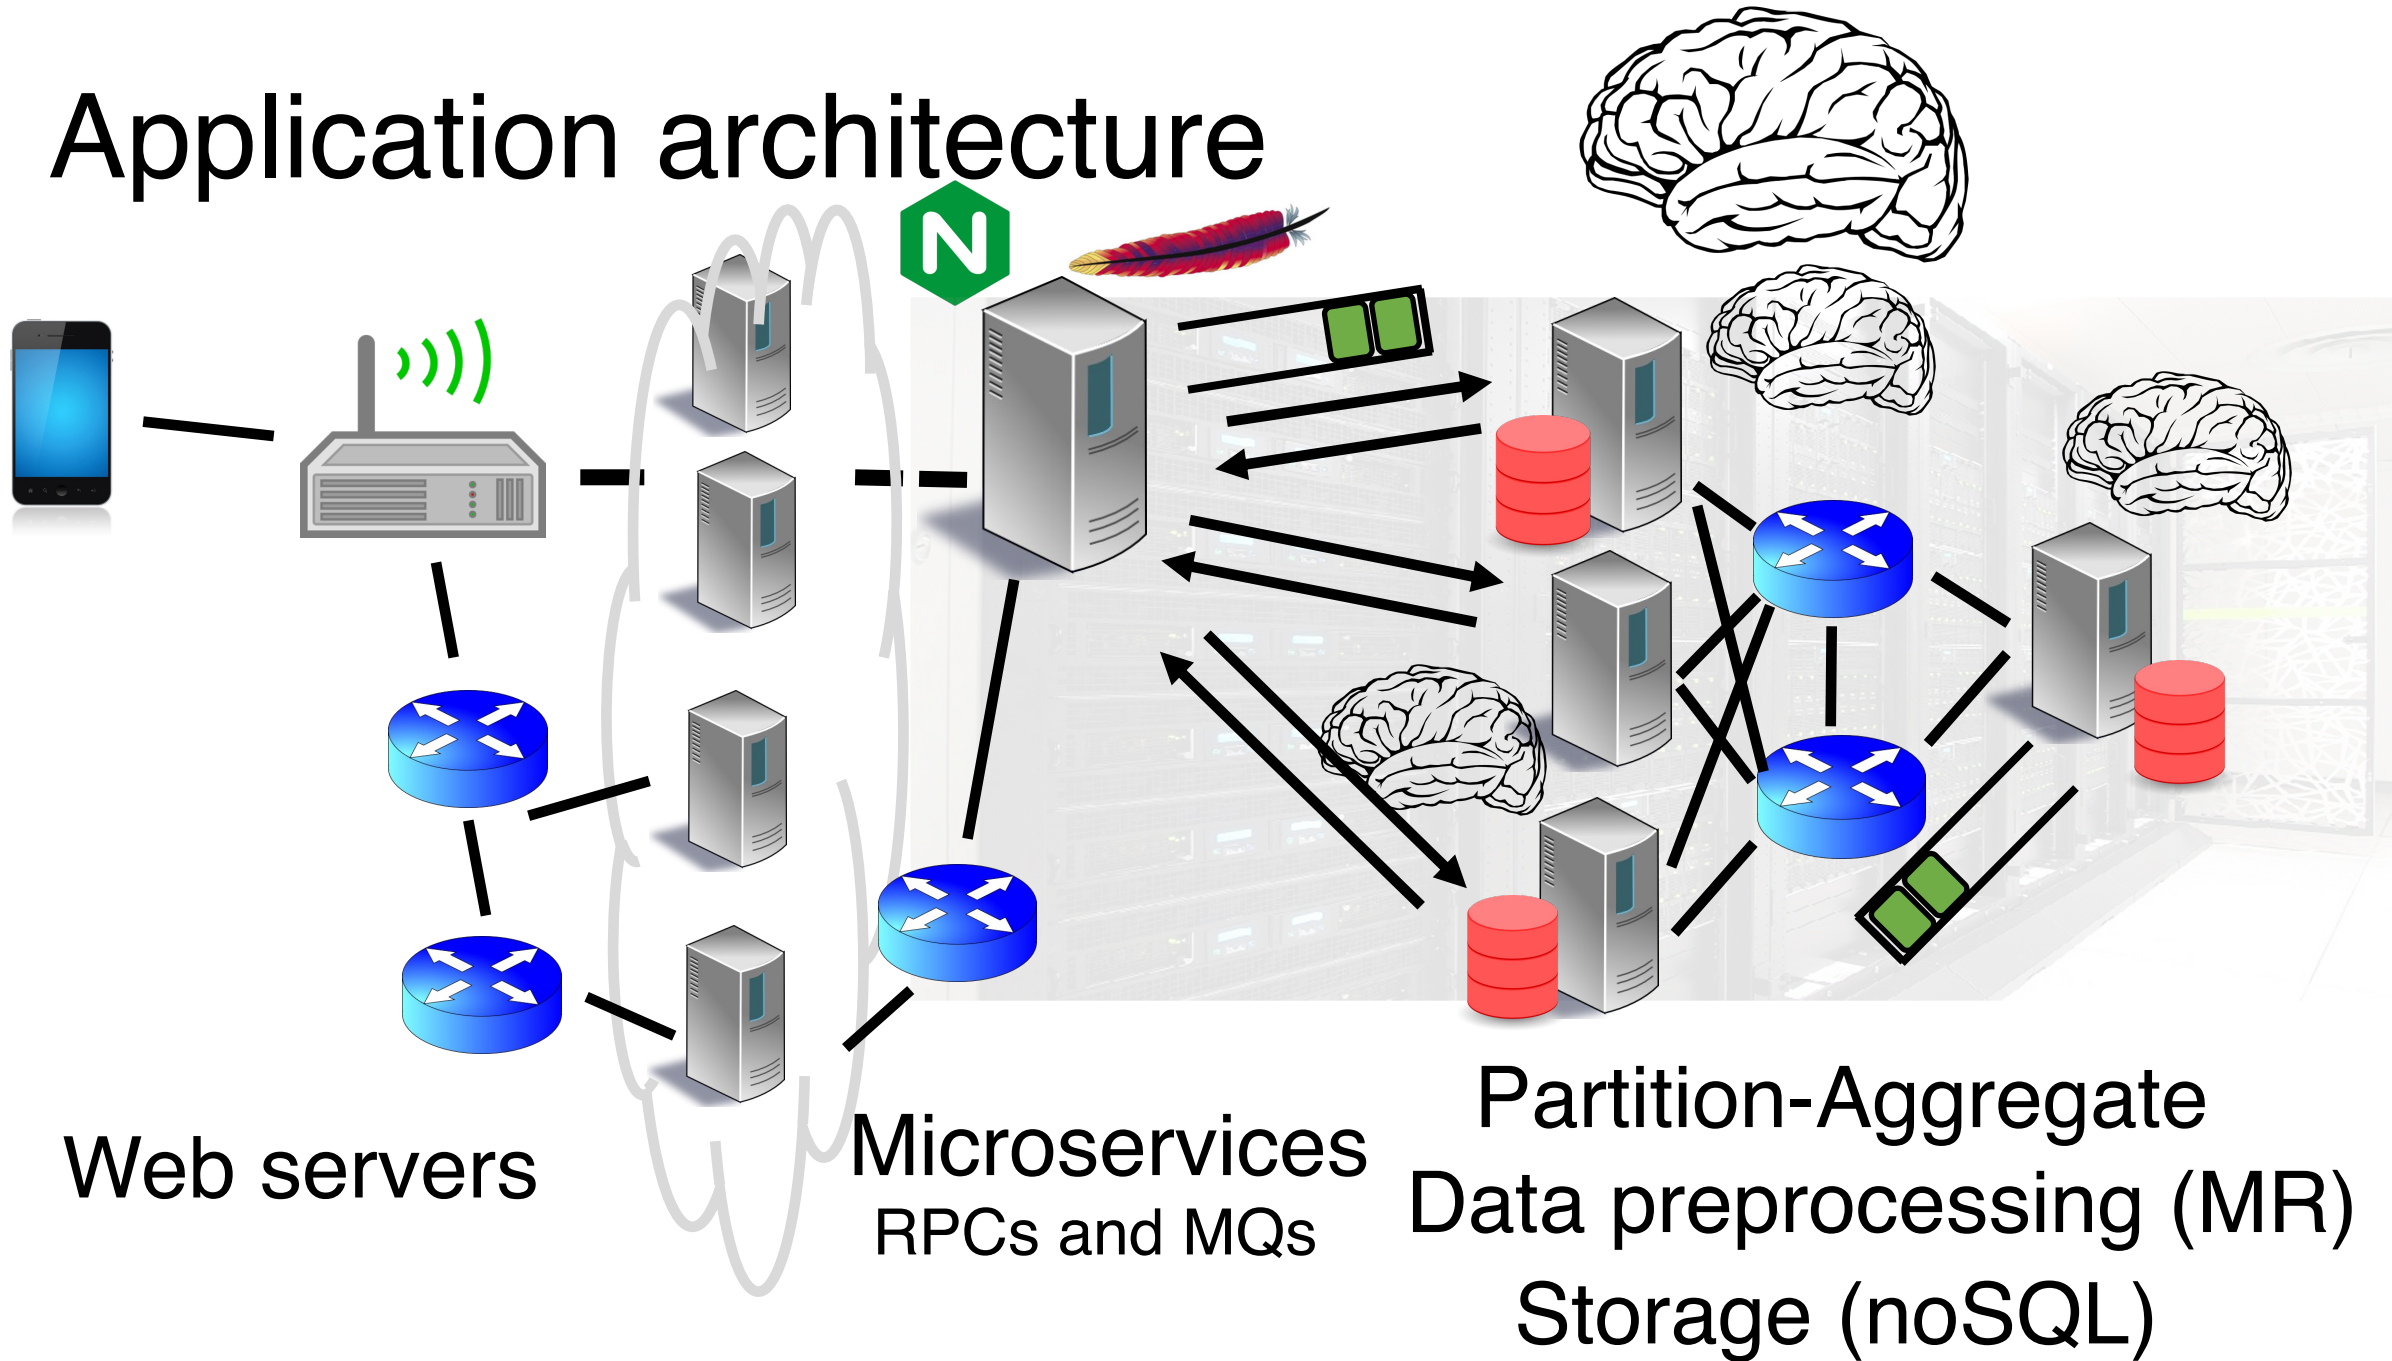 Application architecture
N
Web servers
Microservices
RPCs and MQs
Partition-Aggregate
Data preprocessing (MR)
Storage (noSQL)